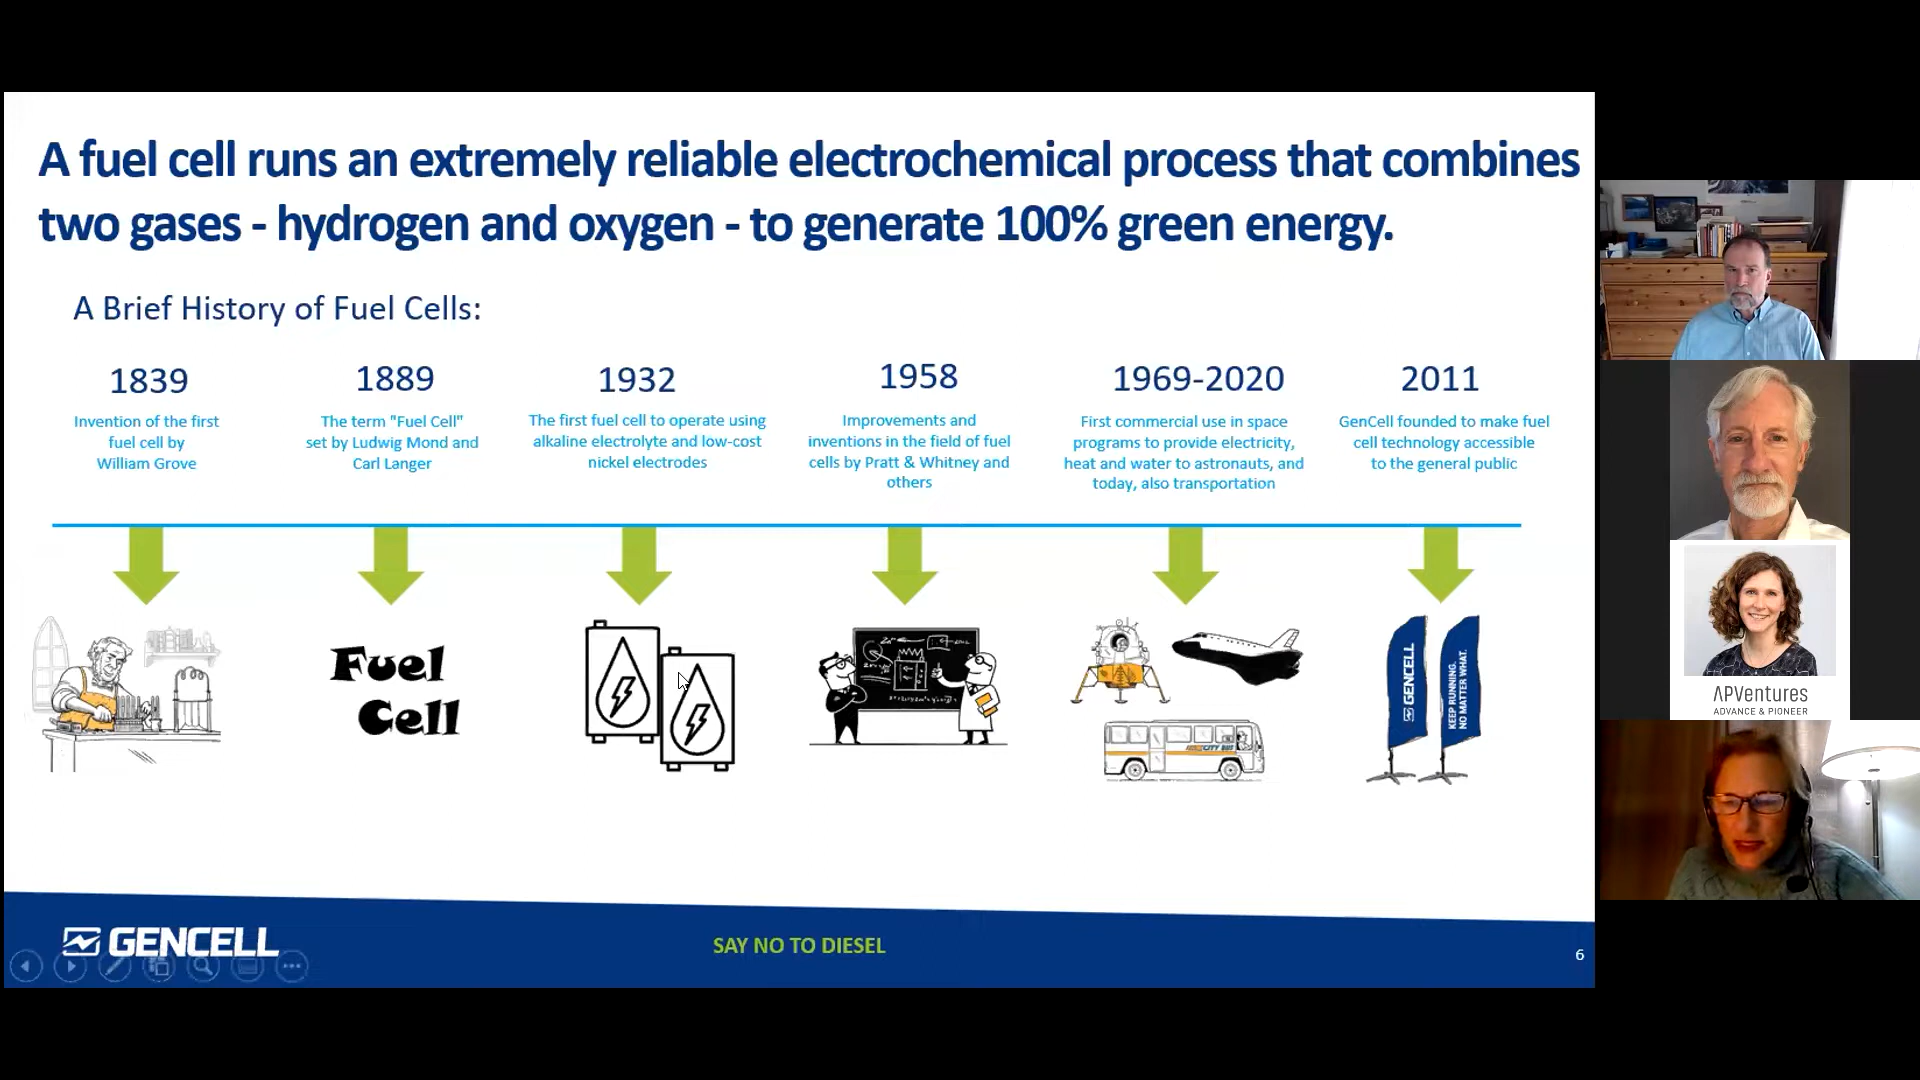 A fuel cell runs an extremely reliable electrochemical process that combines
two gases - hydrogen and oxygen - to generate 100% green energy.
A Brief History of Fuel Cells:
1839
Invention of the first
fuel cell by
William Grove
1889
The term "Fuel Cell"
set by Ludwig Mond and
Carl Langer
1932
The first fuel cell to operate using
alkaline electrolyte and low-cost
nickel electrodes
1958
Improvements and
inventions in the field of fuel
cells by Pratt & Whitney and
others
1969-2020
First commercial use in space
programs to provide electricity,
heat and water to astronauts, and
today, also transportation
2011
GenCell founded to make fuel
cell technology accessible
to the general public
Fuel
Cell
CITY BUS
GENCELL
KEEP RUNNING.
NO MATTER WHAT.
GENCELL
SAY NO TO DIESEL
6
APVentures
ADVANCE & PIONEER